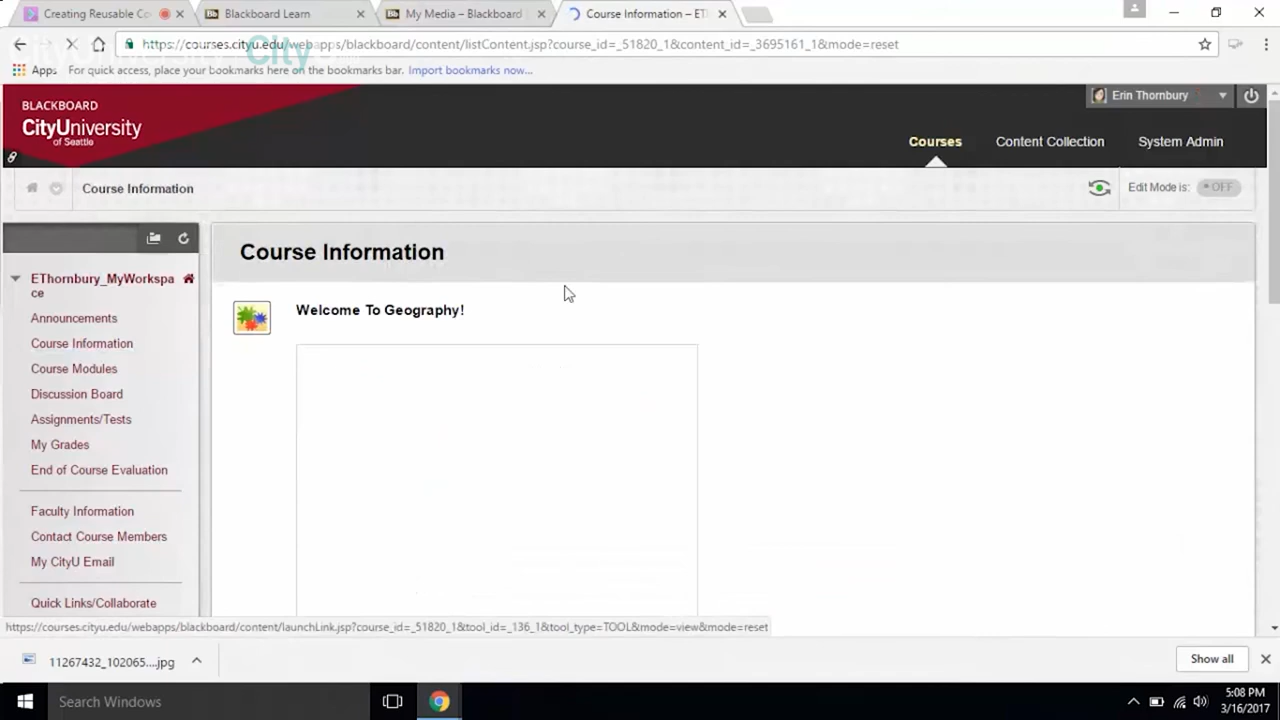 Creating Reusable Co
Blackboard Learn
My Media – Blackboard
Course Information – ET
https://courses.cityu.edu/webapps/blackboard/content/listContent.jsp?course_id=_51820_1&content_id=_3695161_1&mode=reset
Apps
For quick access, place your bookmarks here on the bookmarks bar. Import bookmarks now...
BLACKBOARD
CityUniversity
of Seattle
Erin Thornbury
Courses
Content Collection
System Admin
Course Information
Edit Mode is:
OFF
EThornbury_MyWorkspa
ce
Announcements
Course Information
Course Modules
Discussion Board
Assignments/Tests
My Grades
End of Course Evaluation
Faculty Information
Contact Course Members
My CityU Email
Quick Links/Collaborate
Course Information
Welcome To Geography!
https://courses.cityu.edu/webapps/blackboard/content/launchLink.jsp?course_id=_51820_1&tool_id=_136_1&tool_type=TOOL&mode=view&mode=reset
11267432_102065....jpg
Show all
Search Windows
5:08 PM
3/16/2017